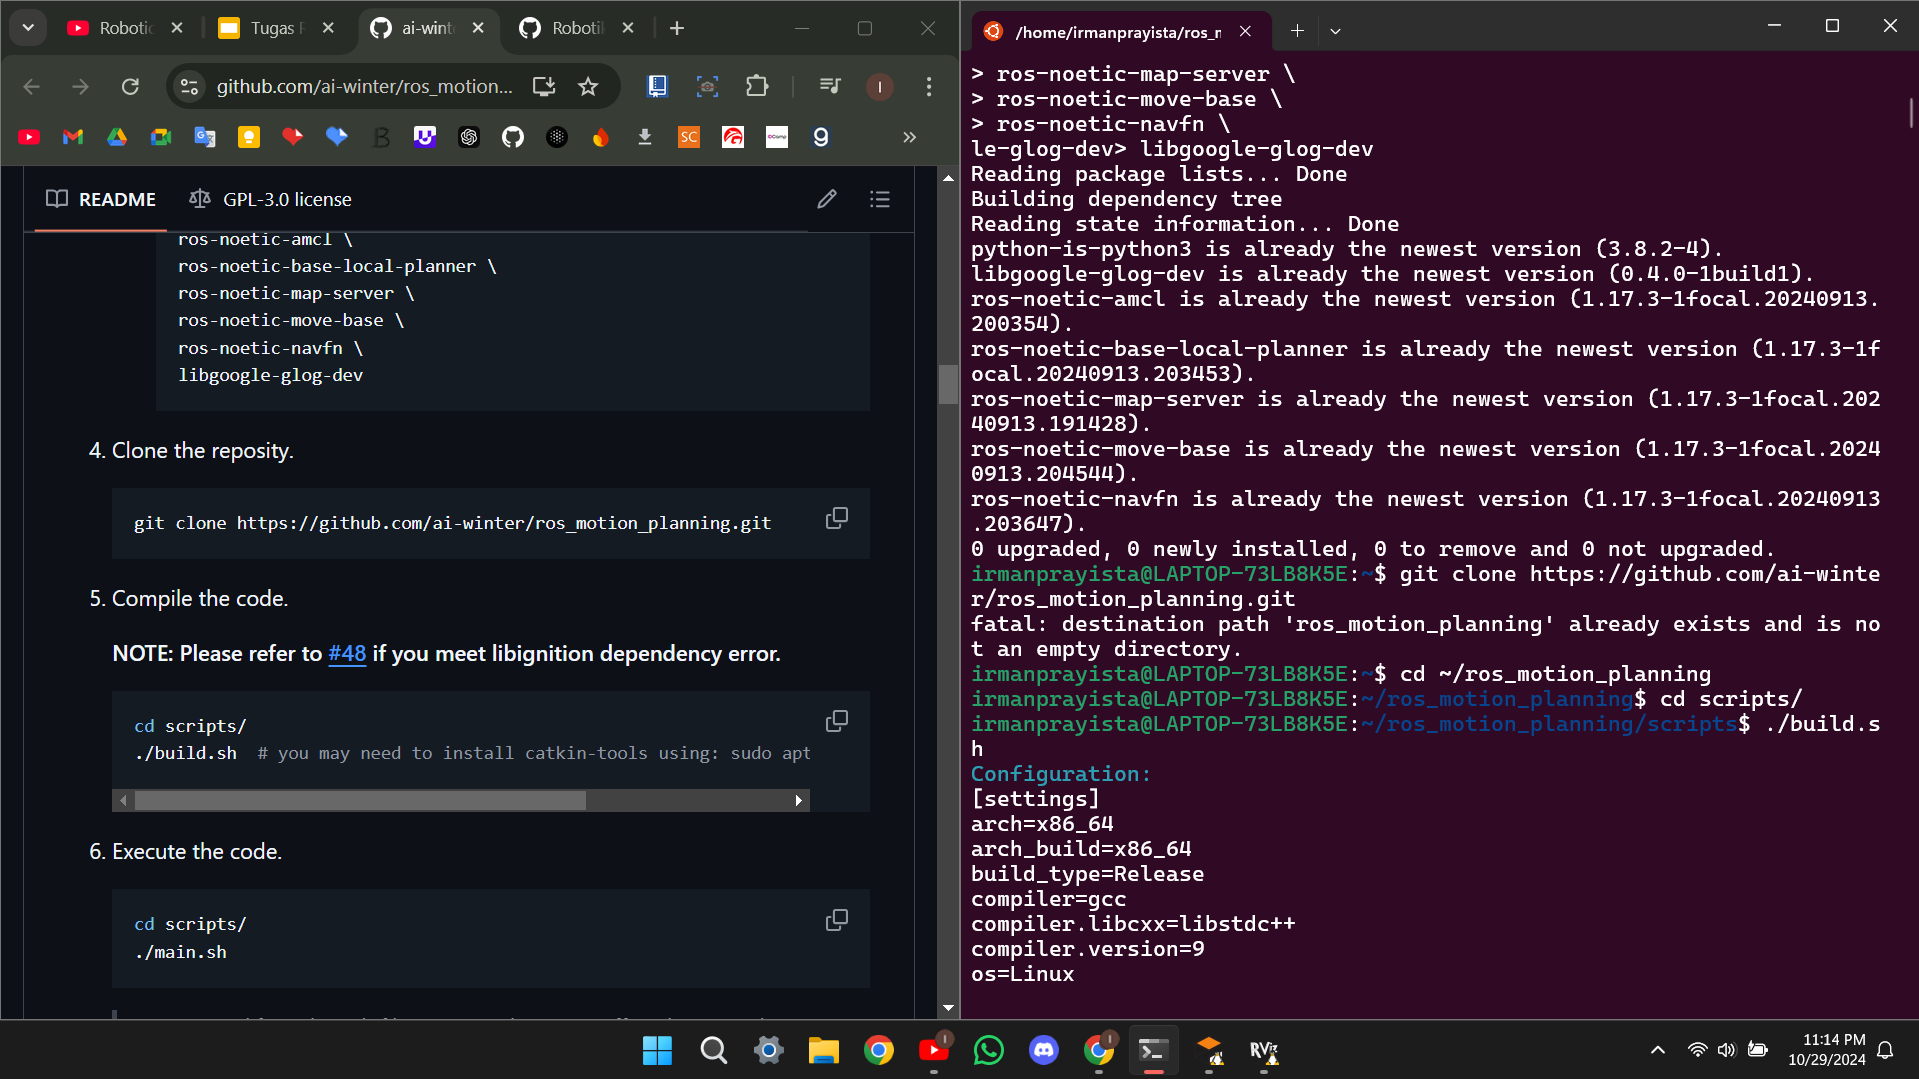 Robotic
Tugas R
ai-wint
Roboti
github.com/ai-winter/ros_motion...
I
SC
README
GPL-3.0 license
ros-noetic-amcl \
ros-noetic-base-local-planner \
ros-noetic-map-server \
ros-noetic-move-base \
ros-noetic-navfn \
libgoogle-glog-dev
4. Clone the reposity.
git clone https://github.com/ai-winter/ros_motion_planning.git
5. Compile the code.
NOTE: Please refer to #48 if you meet libignition dependency error.
cd scripts/
./build.sh  # you may need to install catkin-tools using: sudo apt
6. Execute the code.
cd scripts/
./main.sh
/home/irmanprayista/ros_r
> ros-noetic-map-server \
> ros-noetic-move-base \
> ros-noetic-navfn \
le-glog-dev> libgoogle-glog-dev
Reading package lists... Done
Building dependency tree
Reading state information... Done
python-is-python3 is already the newest version (3.8.2-4).
libgoogle-glog-dev is already the newest version (0.4.0-1build1).
ros-noetic-amcl is already the newest version (1.17.3-1focal.20240913.
200354).
ros-noetic-base-local-planner is already the newest version (1.17.3-1f
ocal.20240913.203453).
ros-noetic-map-server is already the newest version (1.17.3-1focal.202
40913.191428).
ros-noetic-move-base is already the newest version (1.17.3-1focal.2024
0913.204544).
ros-noetic-navfn is already the newest version (1.17.3-1focal.20240913
.203647).
0 upgraded, 0 newly installed, 0 to remove and 0 not upgraded.
irmanprayista@LAPTOP-73LB8K5E:~$ git clone https://github.com/ai-winte
r/ros_motion_planning.git
fatal: destination path 'ros_motion_planning' already exists and is no
t an empty directory.
irmanprayista@LAPTOP-73LB8K5E:~$ cd ~/ros_motion_planning
irmanprayista@LAPTOP-73LB8K5E:~/ros_motion_planning$ cd scripts/
irmanprayista@LAPTOP-73LB8K5E:~/ros_motion_planning/scripts$ ./build.s
h
Configuration:
[settings]
arch=x86_64
arch_build=x86_64
build_type=Release
compiler=gcc
compiler.libcxx=libstdc++
compiler.version=9
os=Linux
RViz
11:14 PM
10/29/2024